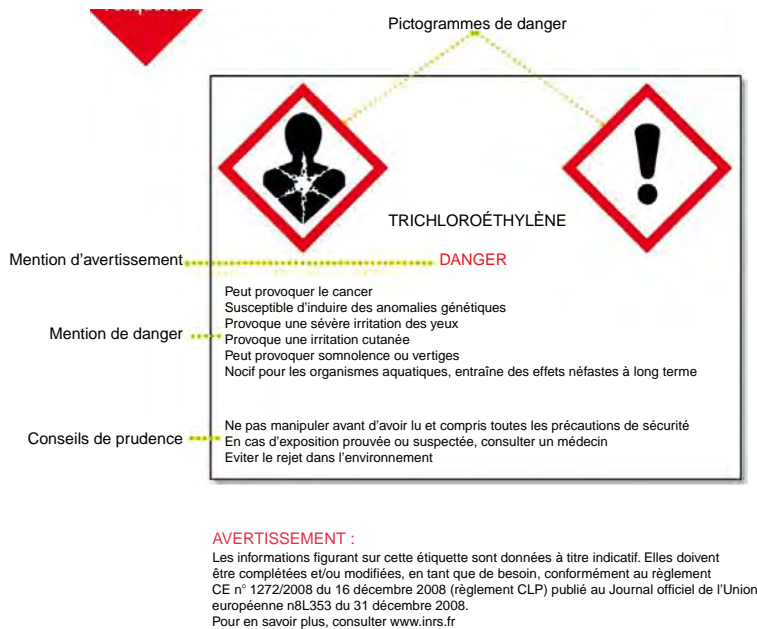 Pictogrammes de danger
TRICHLOROÉTHYLÈNE
Mention d'avertissement
DANGER
Peut provoquer le cancer
Susceptible d'induire des anomalies génétiques
Provoque une sévère irritation des yeux
Mention de danger
Provoque une irritation cutanée
Peut provoquer somnolence ou vertiges
Nocif pour les organismes aquatiques, entraîne des effets néfastes à long terme
Ne pas manipuler avant d'avoir lu et compris toutes les précautions de sécurité
Conseils de prudence
En cas d'exposition prouvée ou suspectée, consulter un médecin
Eviter le rejet dans l'environnement
AVERTISSEMENT :
Les informations figurant sur cette étiquette sont données à titre indicatif. Elles doivent
être complétées et/ou modifiées, en tant que de besoin, conformément au règlement
CE n° 1272/2008 du 16 décembre 2008 (règlement CLP) publié au Journal officiel de l'Union
européenne n8L353 du 31 décembre 2008.
Pour en savoir plus, consulter www.inrs.fr